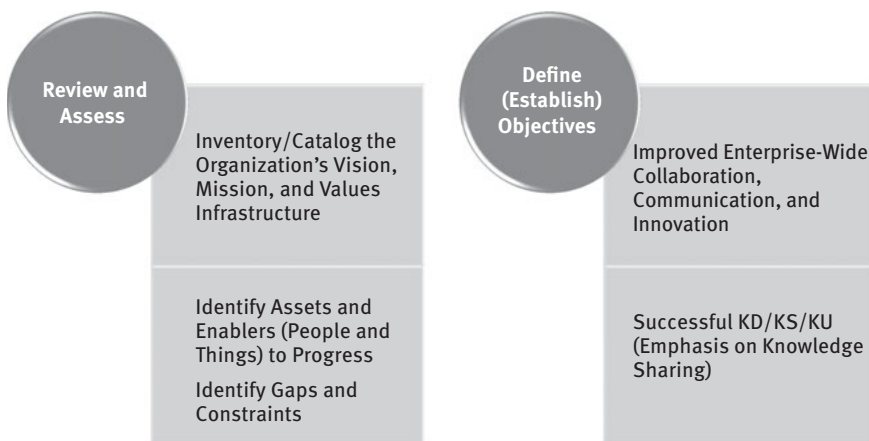 Review and
Assess
Inventory/Catalog the
Organization’s Vision,
Mission, and Values
Infrastructure
Identify Assets and
Enablers (People and
Things) to Progress
Identify Gaps and
Constraints
Define
(Establish)
Objectives
Improved Enterprise-Wide
Collaboration,
Communication, and
Innovation
Successful KD/KS/KU
(Emphasis on Knowledge
Sharing)